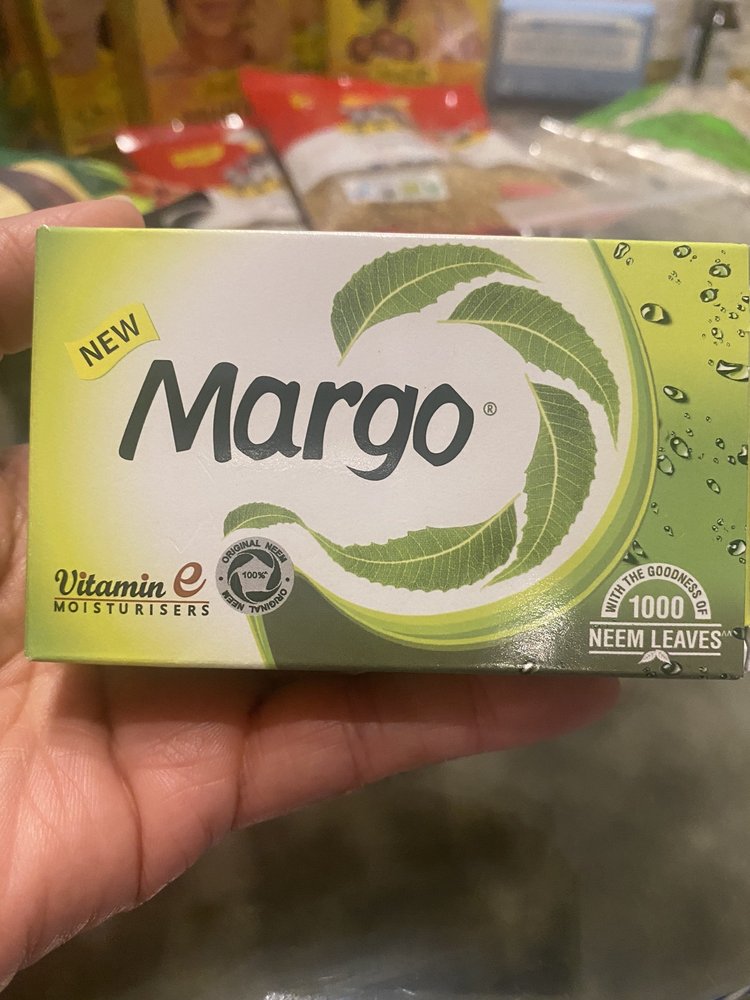 NEW
Margo®
Vitamin e
MOISTURISERS
ORIGINAL NEEM
100%*
ORIGINAL NEEM
WITH THE GOODNESS OF
1000
NEEM LEAVES^^